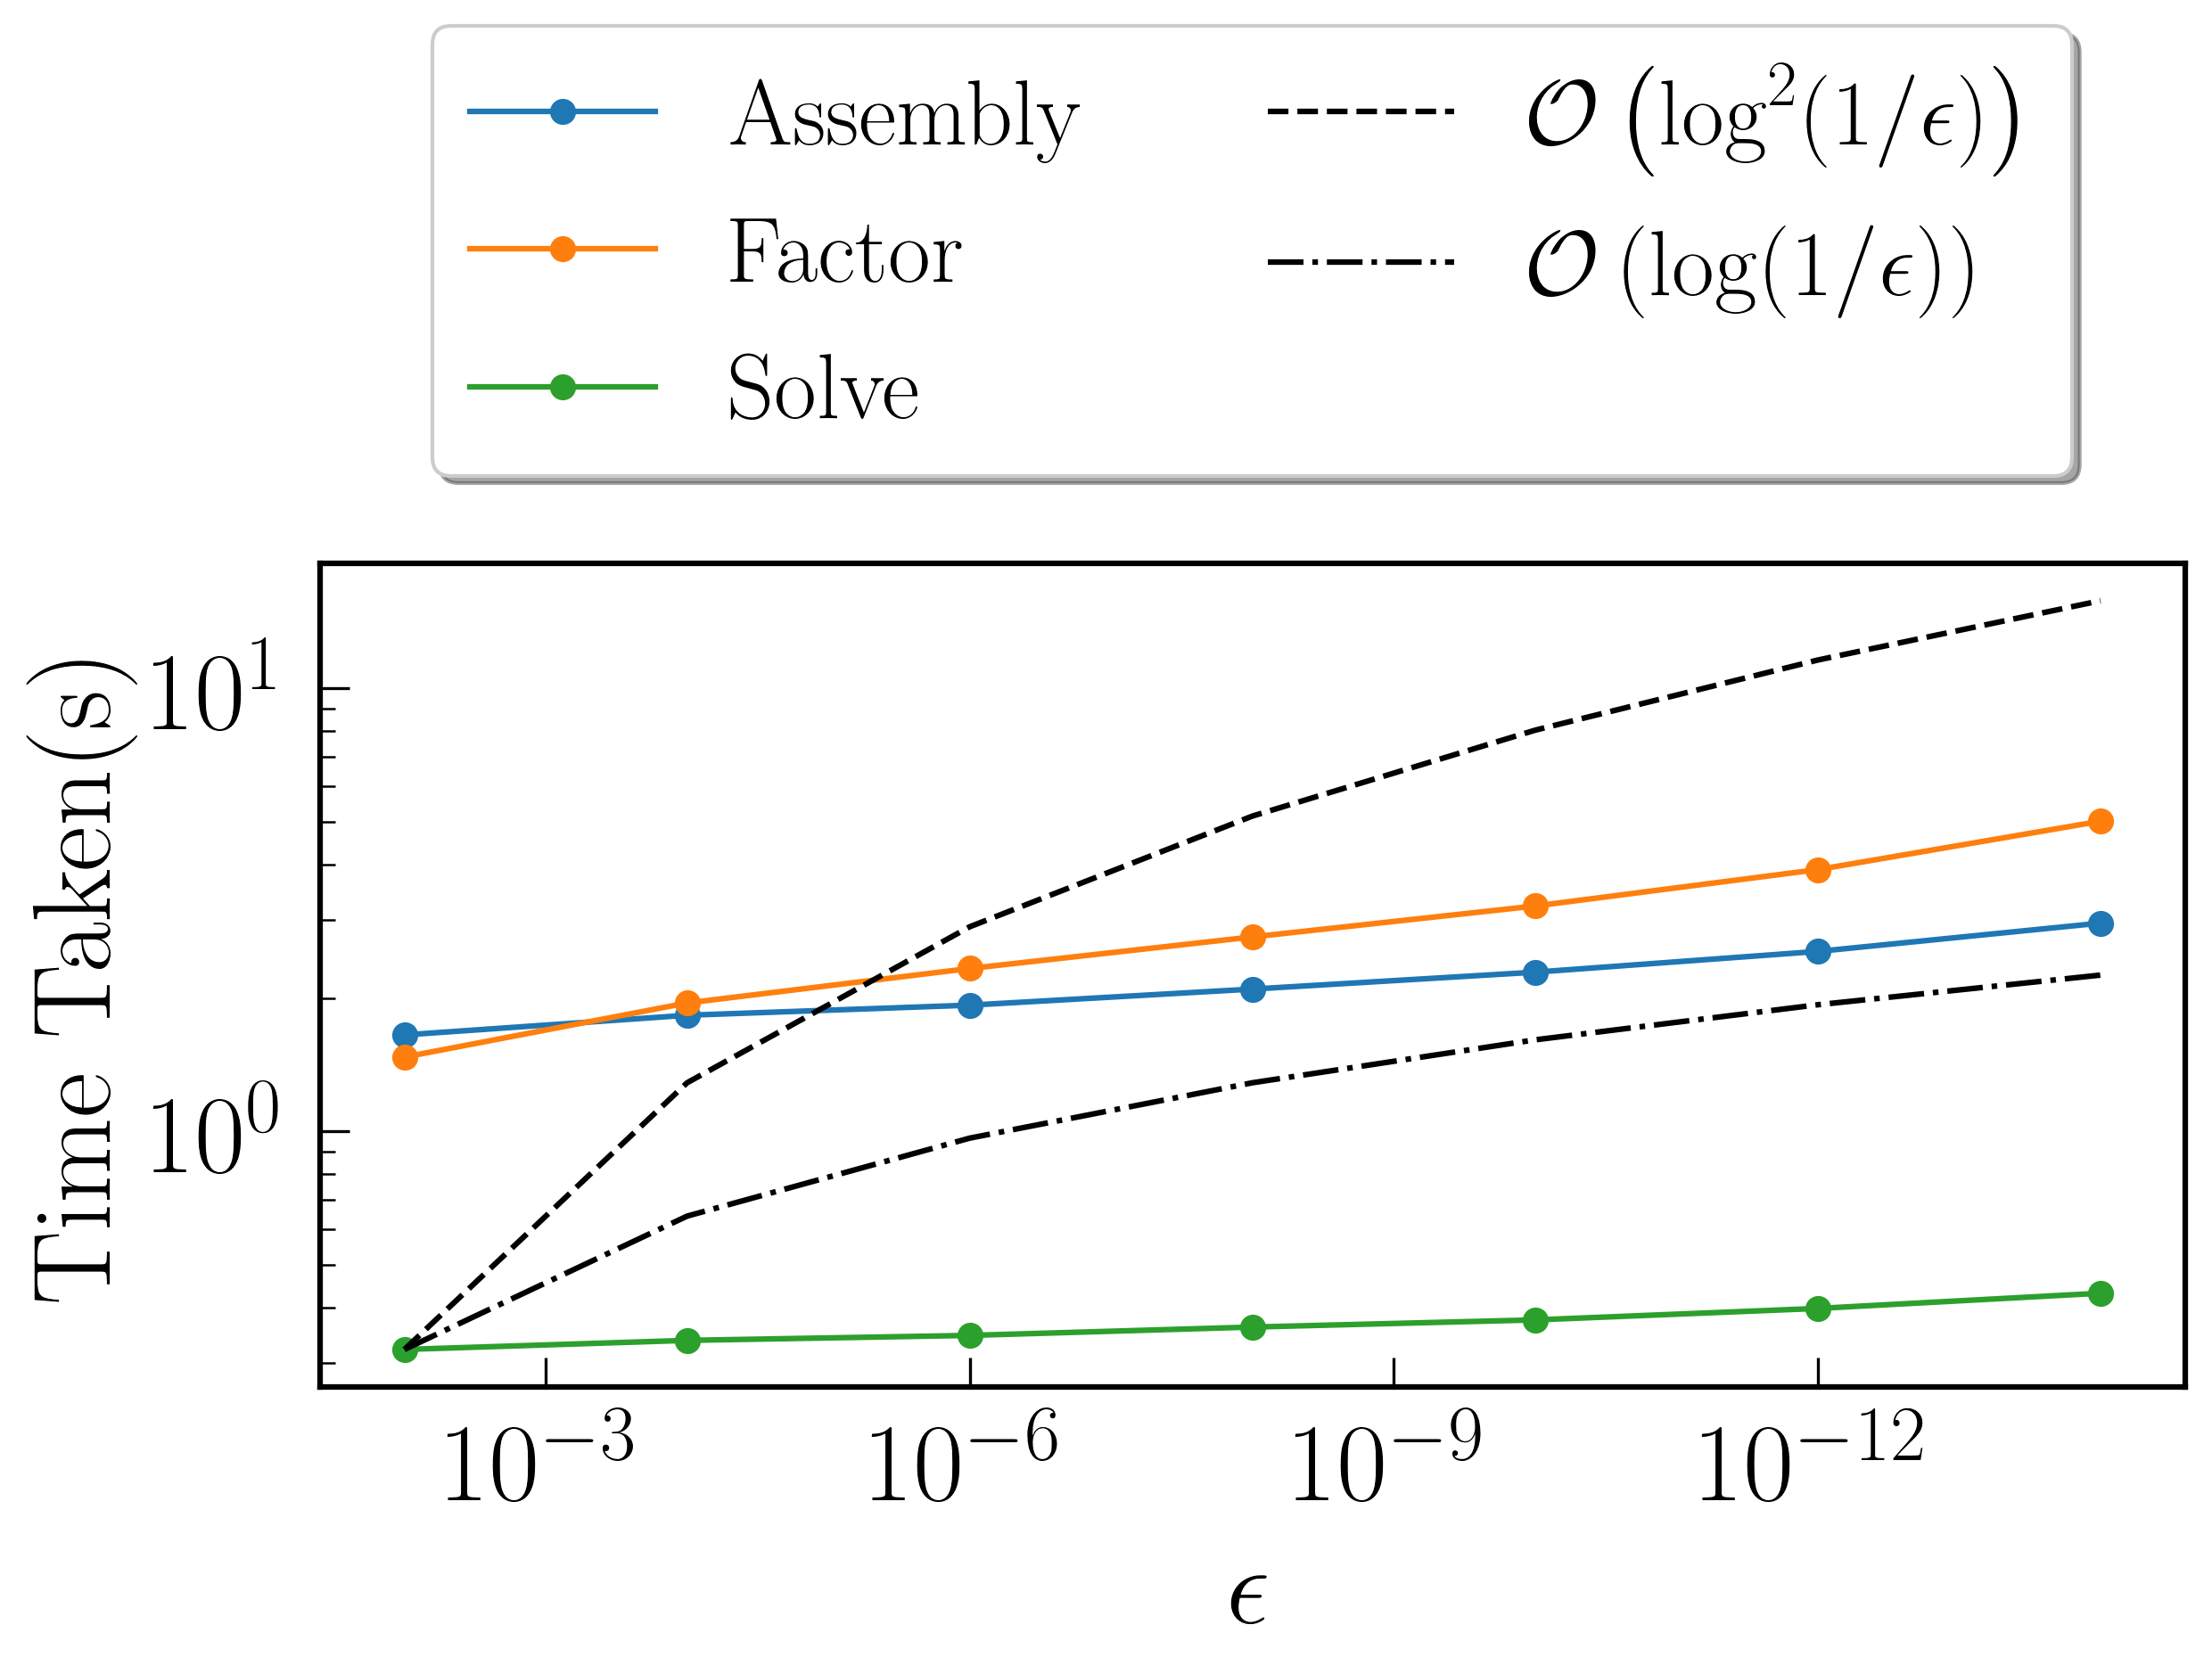 Assembly
Factor
Solve
𝒪 (log²(1/ϵ))
𝒪 (log(1/ϵ))
Time Taken(s)
10¹
10⁰
10⁻³ 10⁻⁶ 10⁻⁹ 10⁻¹²
ϵ